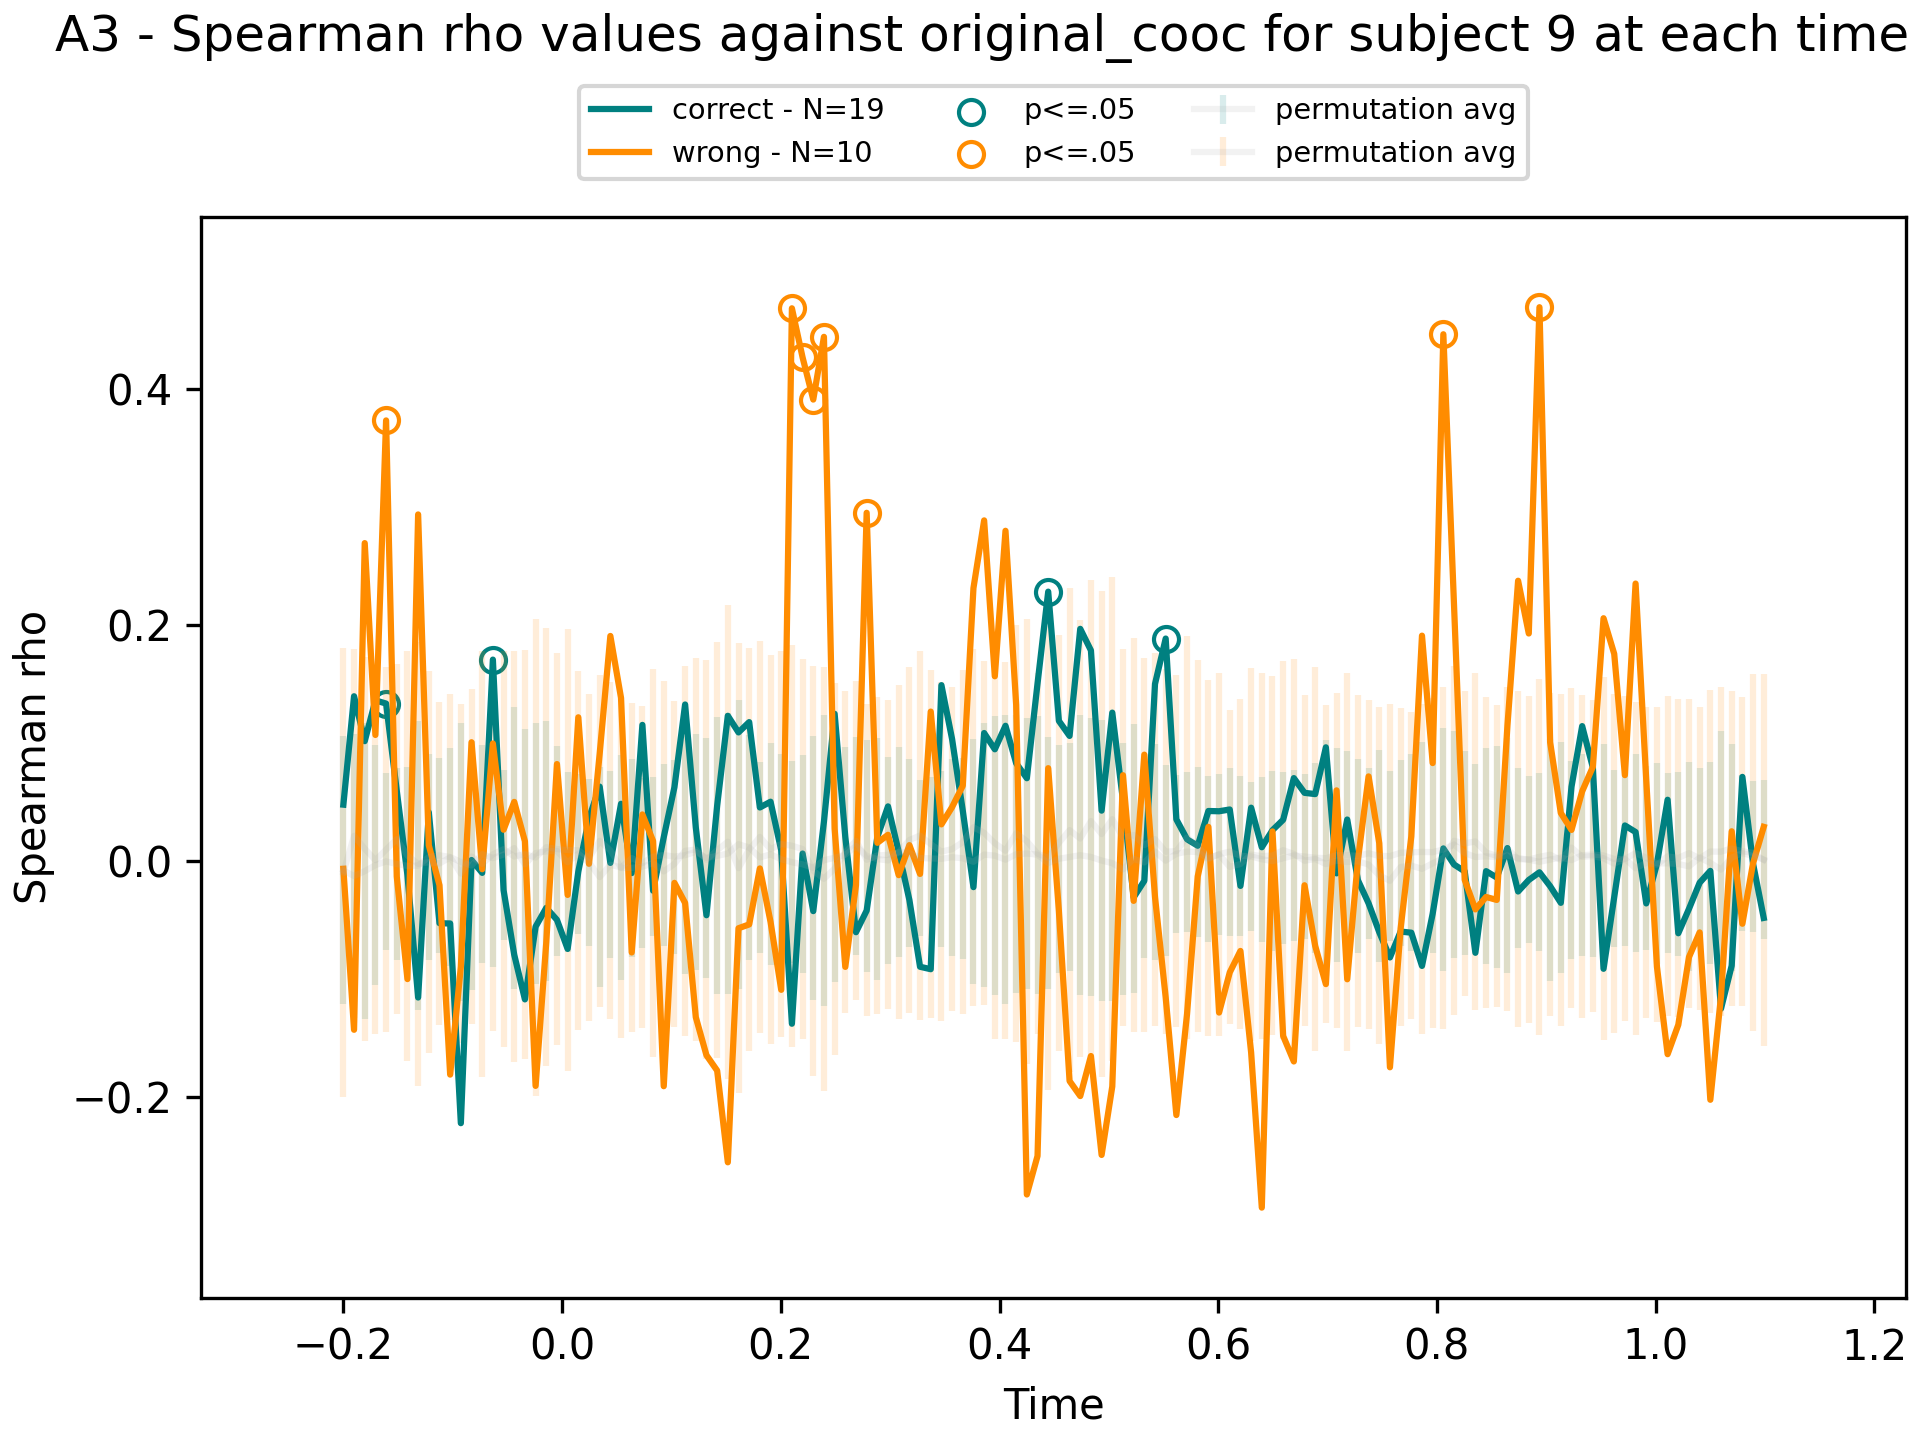 A3 - Spearman rho values against original_cooc for subject 9 at each time
correct - N=19
wrong - N=10
p<=.05
p<=.05
permutation avg
permutation avg
0.4
0.2
0.0
−0.2
Spearman rho
−0.2
0.0
0.2
0.4
0.6
0.8
1.0
1.2
Time